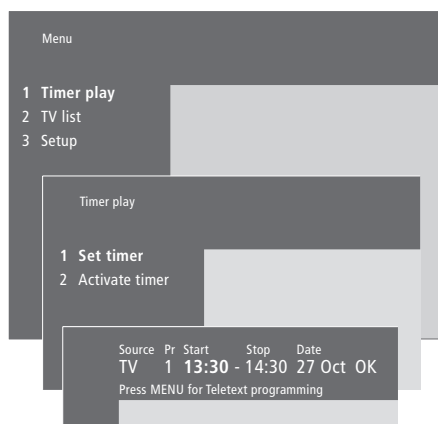 Menu
1 Timer play
2 TV list
3 Setup
Timer play
1 Set timer
2 Activate timer
Source Pr Start Stop Date
TV 1 13:30 - 14:30 27 Oct OK
Press MENU for Teletext programming